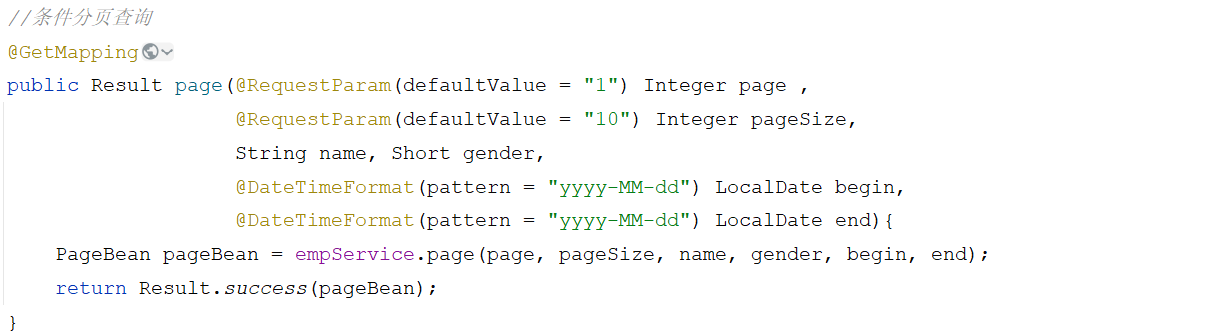 //条件分页查询
@GetMapping
public Result page(@RequestParam(defaultValue = "1") Integer page ,
@RequestParam(defaultValue = "10") Integer pageSize,
String name, Short gender,
@DateTimeFormat(pattern = "yyyy-MM-dd") LocalDate begin,
@DateTimeFormat(pattern = "yyyy-MM-dd") LocalDate end){
PageBean pageBean = empService.page(page, pageSize, name, gender, begin, end);
return Result.success(pageBean);
}